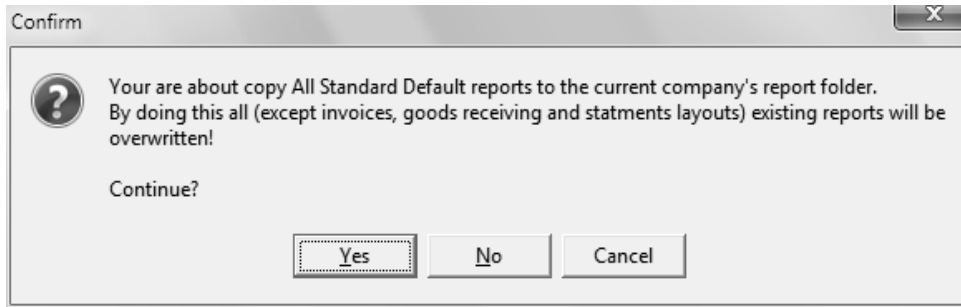 Confirm
X
?
Your are about copy All Standard Default reports to the current company's report folder.
By doing this all (except invoices, goods receiving and statments layouts) existing reports will be
overwritten!
Continue?
Yes No Cancel